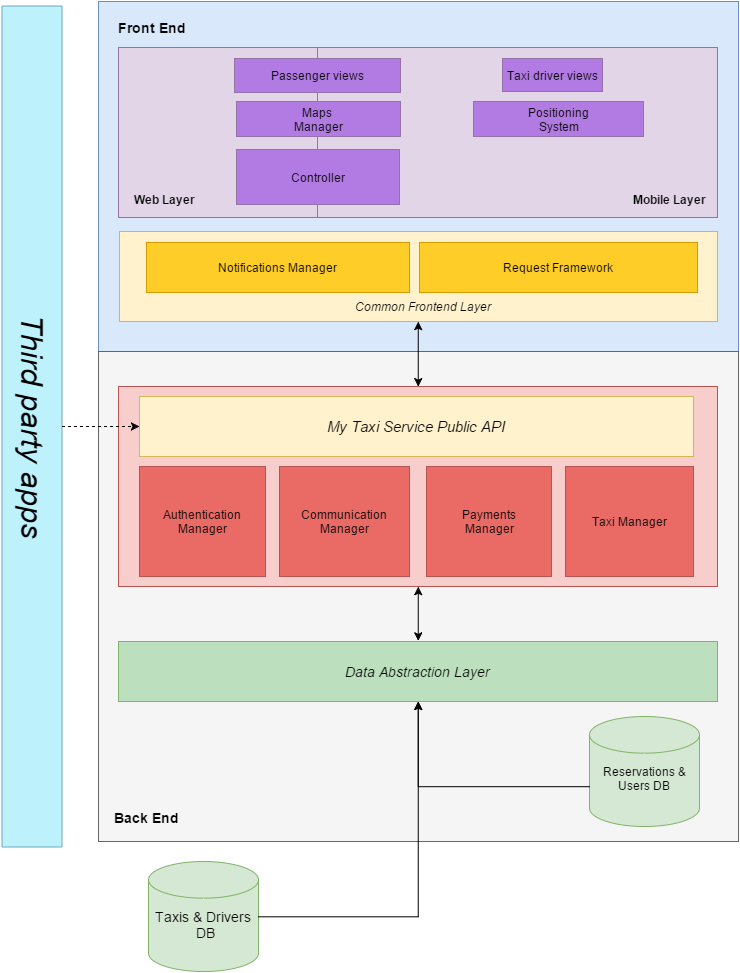 Front End
Passenger views
Taxi driver views
Maps
Manager
Positioning
System
Controller
Web Layer
Mobile Layer
Notifications Manager
Request Framework
Common Frontend Layer
Third party apps
My Taxi Service Public API
Authentication
Manager
Communication
Manager
Payments
Manager
Taxi Manager
Data Abstraction Layer
Reservations &
Users DB
Back End
Taxis & Drivers
DB